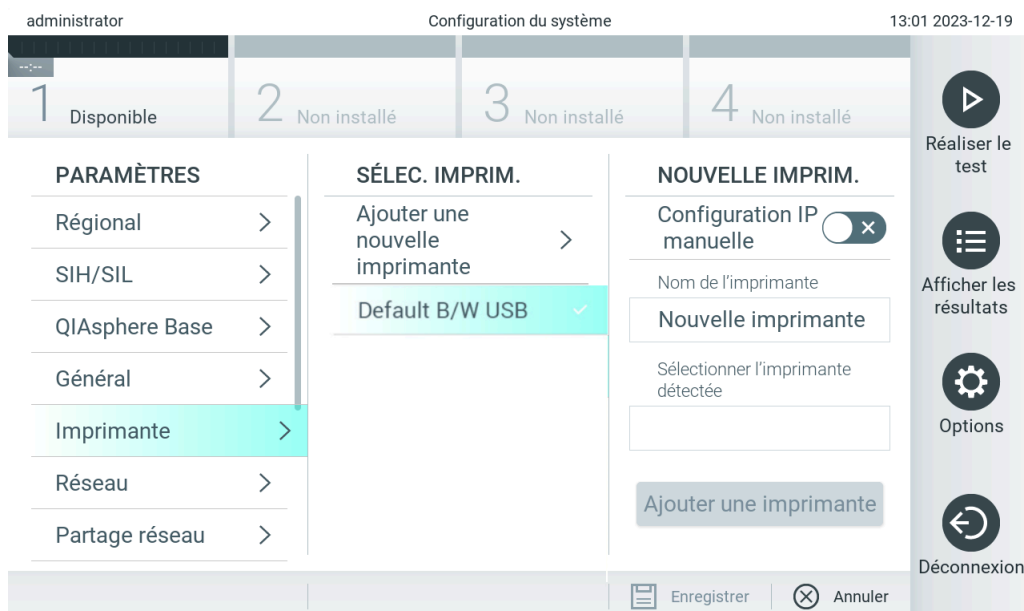 administrator
Configuration du système
13:01 2023-12-19
--:--
1 Disponible
2 Non installé
3 Non installé
4 Non installé
PARAMÈTRES
Régional
SIH/SIL
QIAsphere Base
Général
Imprimante
Réseau
Partage réseau
SÉLEC. IMPRIM.
Ajouter une
nouvelle
imprimante
Default B/W USB
NOUVELLE IMPRIM.
Configuration IP
manuelle
Nom de l’imprimante
Nouvelle imprimante
Sélectionner l’imprimante
détectée
Ajouter une imprimante
Enregistrer
Annuler
Réaliser le
test
Afficher les
résultats
Options
Déconnexion